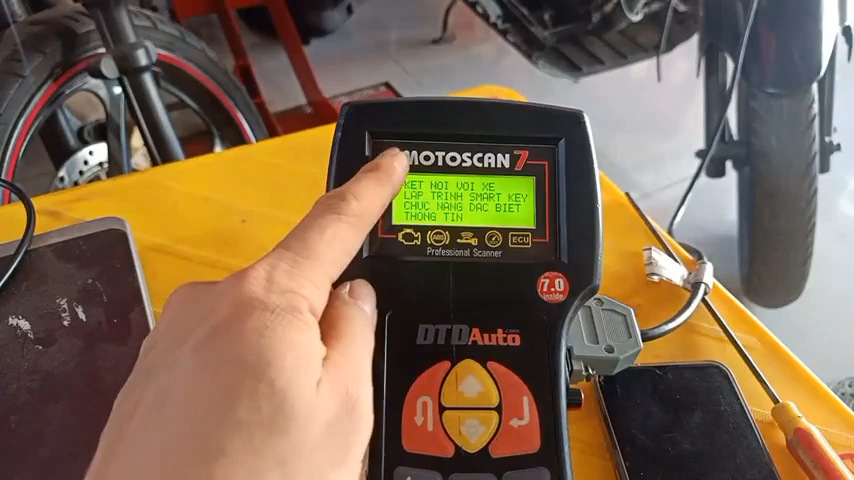 MOTOSCAN 7
KET NOI VOI XE
LAP TRINH SMART KEY
CHUC NANG DAC BIET
THONG TIN
ABS
ECU
Professional Scanner
7.0
inside
DTDAuto.com